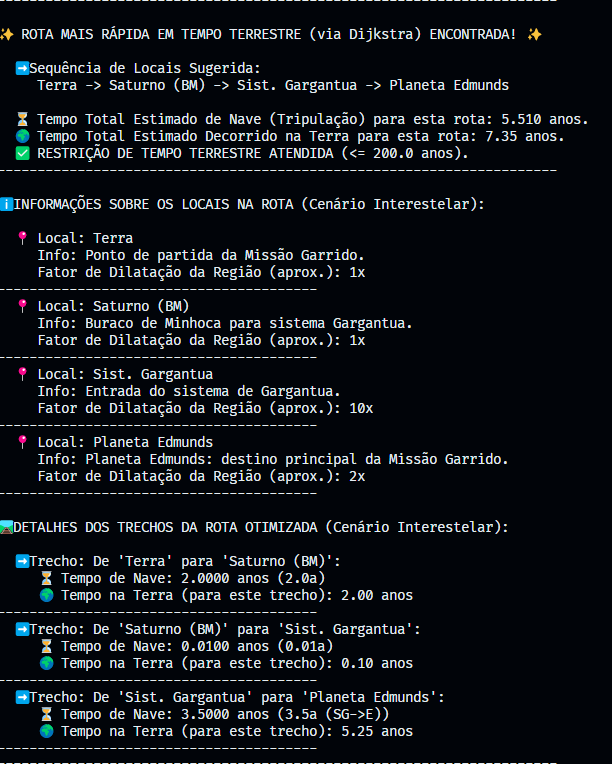 ------------------------------------------------------------
✨ ROTA MAIS RÁPIDA EM TEMPO TERRESTRE (via Dijkstra) ENCONTRADA! ✨
➡️Sequência de Locais Sugerida:
Terra -> Saturno (BM) -> Sist. Gargantua -> Planeta Edmunds
⏳ Tempo Total Estimado de Nave (Tripulação) para esta rota: 5.510 anos.
🌍 Tempo Total Estimado Decorrido na Terra para esta rota: 7.35 anos.
✅ RESTRIÇÃO DE TEMPO TERRESTRE ATENDIDA (<= 200.0 anos).
------------------------------------------------------------
ℹ️INFORMAÇÕES SOBRE OS LOCAIS NA ROTA (Cenário Interestelar):
📍 Local: Terra
Info: Ponto de partida da Missão Garrido.
Fator de Dilatação da Região (aprox.): 1x
----------------------------------------
📍 Local: Saturno (BM)
Info: Buraco de Minhoca para sistema Gargantua.
Fator de Dilatação da Região (aprox.): 1x
----------------------------------------
📍 Local: Sist. Gargantua
Info: Entrada do sistema de Gargantua.
Fator de Dilatação da Região (aprox.): 10x
----------------------------------------
📍 Local: Planeta Edmunds
Info: Planeta Edmunds: destino principal da Missão Garrido.
Fator de Dilatação da Região (aprox.): 2x
----------------------------------------
🛤️DETALHES DOS TRECHOS DA ROTA OTIMIZADA (Cenário Interestelar):
➡️Trecho: De 'Terra' para 'Saturno (BM)':
⏳ Tempo de Nave: 2.0000 anos (2.0a)
🌍 Tempo na Terra (para este trecho): 2.00 anos
----------------------------------------
➡️Trecho: De 'Saturno (BM)' para 'Sist. Gargantua':
⏳ Tempo de Nave: 0.0100 anos (0.01a)
🌍 Tempo na Terra (para este trecho): 0.10 anos
----------------------------------------
➡️Trecho: De 'Sist. Gargantua' para 'Planeta Edmunds':
⏳ Tempo de Nave: 3.5000 anos (3.5a (SG->E))
🌍 Tempo na Terra (para este trecho): 5.25 anos
----------------------------------------
------------------------------------------------------------